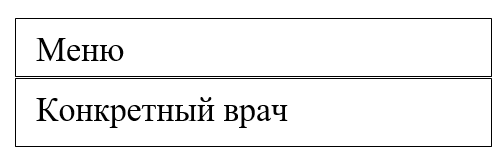 Меню
Конкретный врач